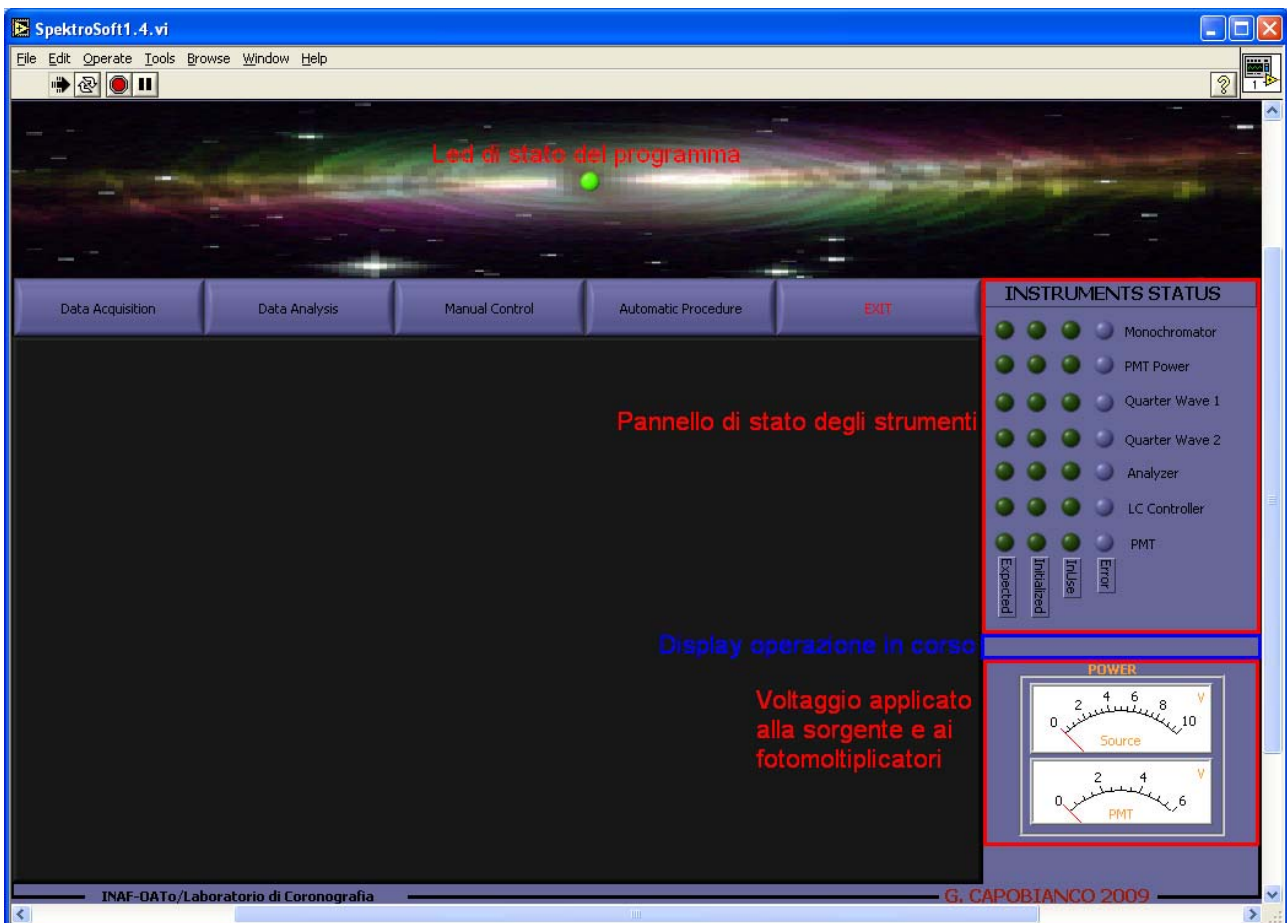 SpektroSoft1.4.vi
File Edit Operate Tools Browse Window Help
1
Led di stato del programma
Data Acquisition
Data Analysis
Manual Control
Automatic Procedure
EXIT
INSTRUMENTS STATUS
Monochromator
PMT Power
Quarter Wave 1
Pannello di stato degli strumenti
Quarter Wave 2
Analyzer
LC Controller
PMT
Expected
Initialized
InUse
Error
Display operazione in corso
POWER
Voltaggio applicato
alla sorgente e ai
fotomoltiplicatori
0 2 4 6 8 10 V
Source
0 2 4 6 V
PMT
INAF-OATo/Laboratorio di Coronografia
G. CAPOBIANCO 2009